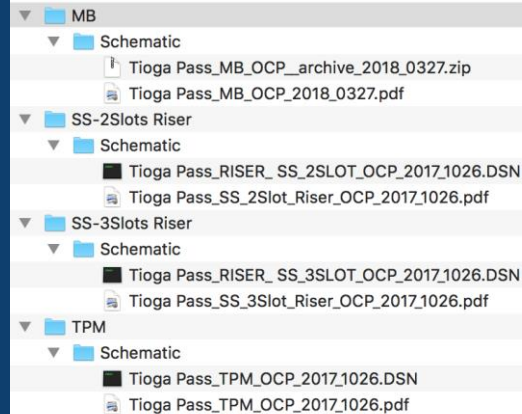 MB
Schematic
Tioga Pass_MB_OCP__archive_2018_0327.zip
Tioga Pass_MB_OCP_2018_0327.pdf
SS-2Slots Riser
Schematic
Tioga Pass_RISER_ SS_2SLOT_OCP_2017_1026.DSN
Tioga Pass_SS_2Slot_Riser_OCP_2017_1026.pdf
SS-3Slots Riser
Schematic
Tioga Pass_RISER_ SS_3SLOT_OCP_2017_1026.DSN
Tioga Pass_SS_3Slot_Riser_OCP_2017_1026.pdf
TPM
Schematic
Tioga Pass_TPM_OCP_2017_1026.DSN
Tioga Pass_TPM_OCP_2017_1026.pdf